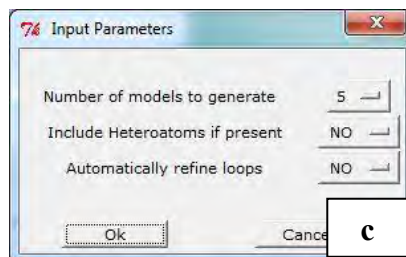 Input Parameters
Number of models to generate 5
Include Heteroatoms if present NO
Automatically refine loops NO
Ok Cance
c